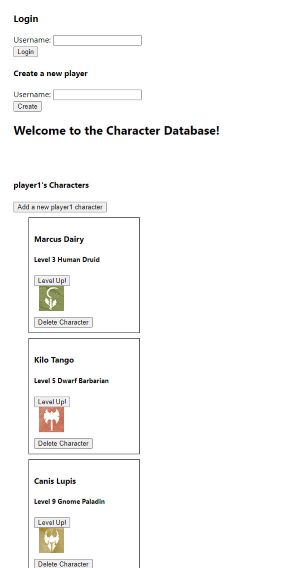 Login
Username:
Login
Create a new player
Username:
Create
Welcome to the Character Database!
player1's Characters
Add a new player1 character
Marcus Dairy
Level 3 Human Druid
Level Up!
Delete Character
Kilo Tango
Level 5 Dwarf Barbarian
Level Up!
Delete Character
Canis Lupis
Level 9 Gnome Paladin
Level Up!
Delete Character